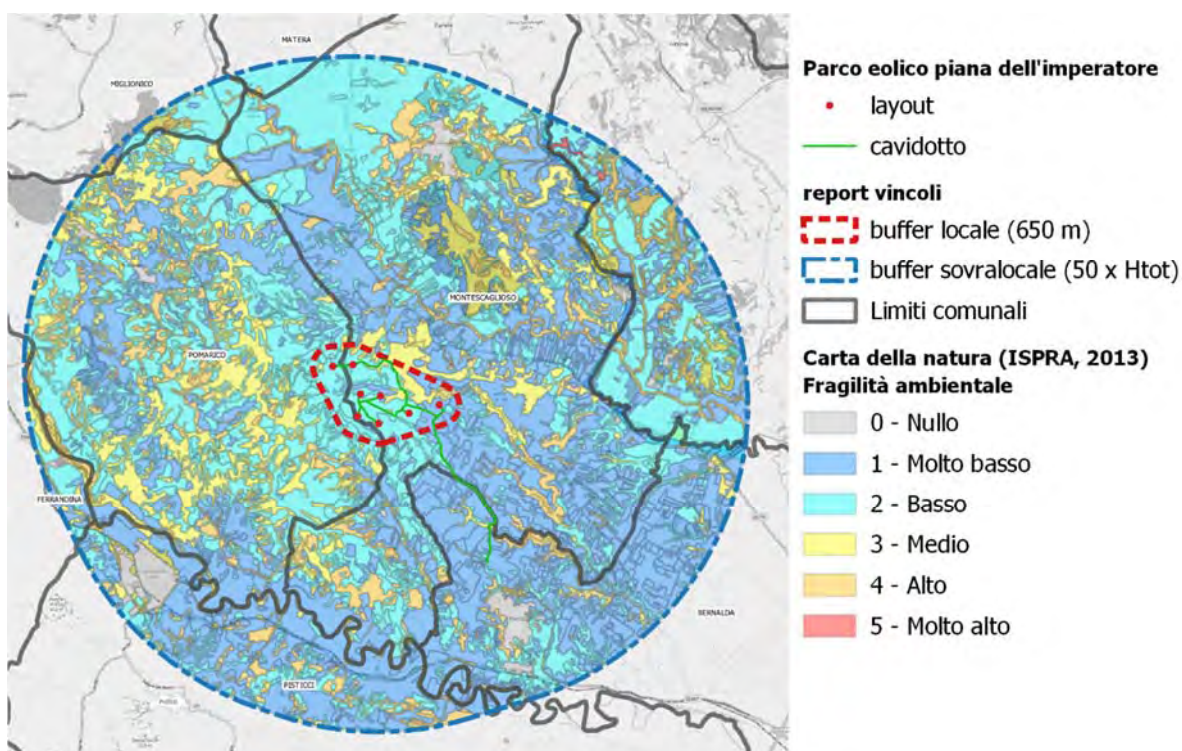 MATERA
MIGLIONICO
MONTESCAGLIOSO
POMARICO
FERRANDINA
BERNALDA
PISTICCI
Parco eolico piana dell'imperatore
layout
cavidotto
report vincoli
buffer locale (650 m)
buffer sovralocale (50 x Htot)
Limiti comunali
Carta della natura (ISPRA, 2013)
Fragilità ambientale
0 - Nullo
1 - Molto basso
2 - Basso
3 - Medio
4 - Alto
5 - Molto alto